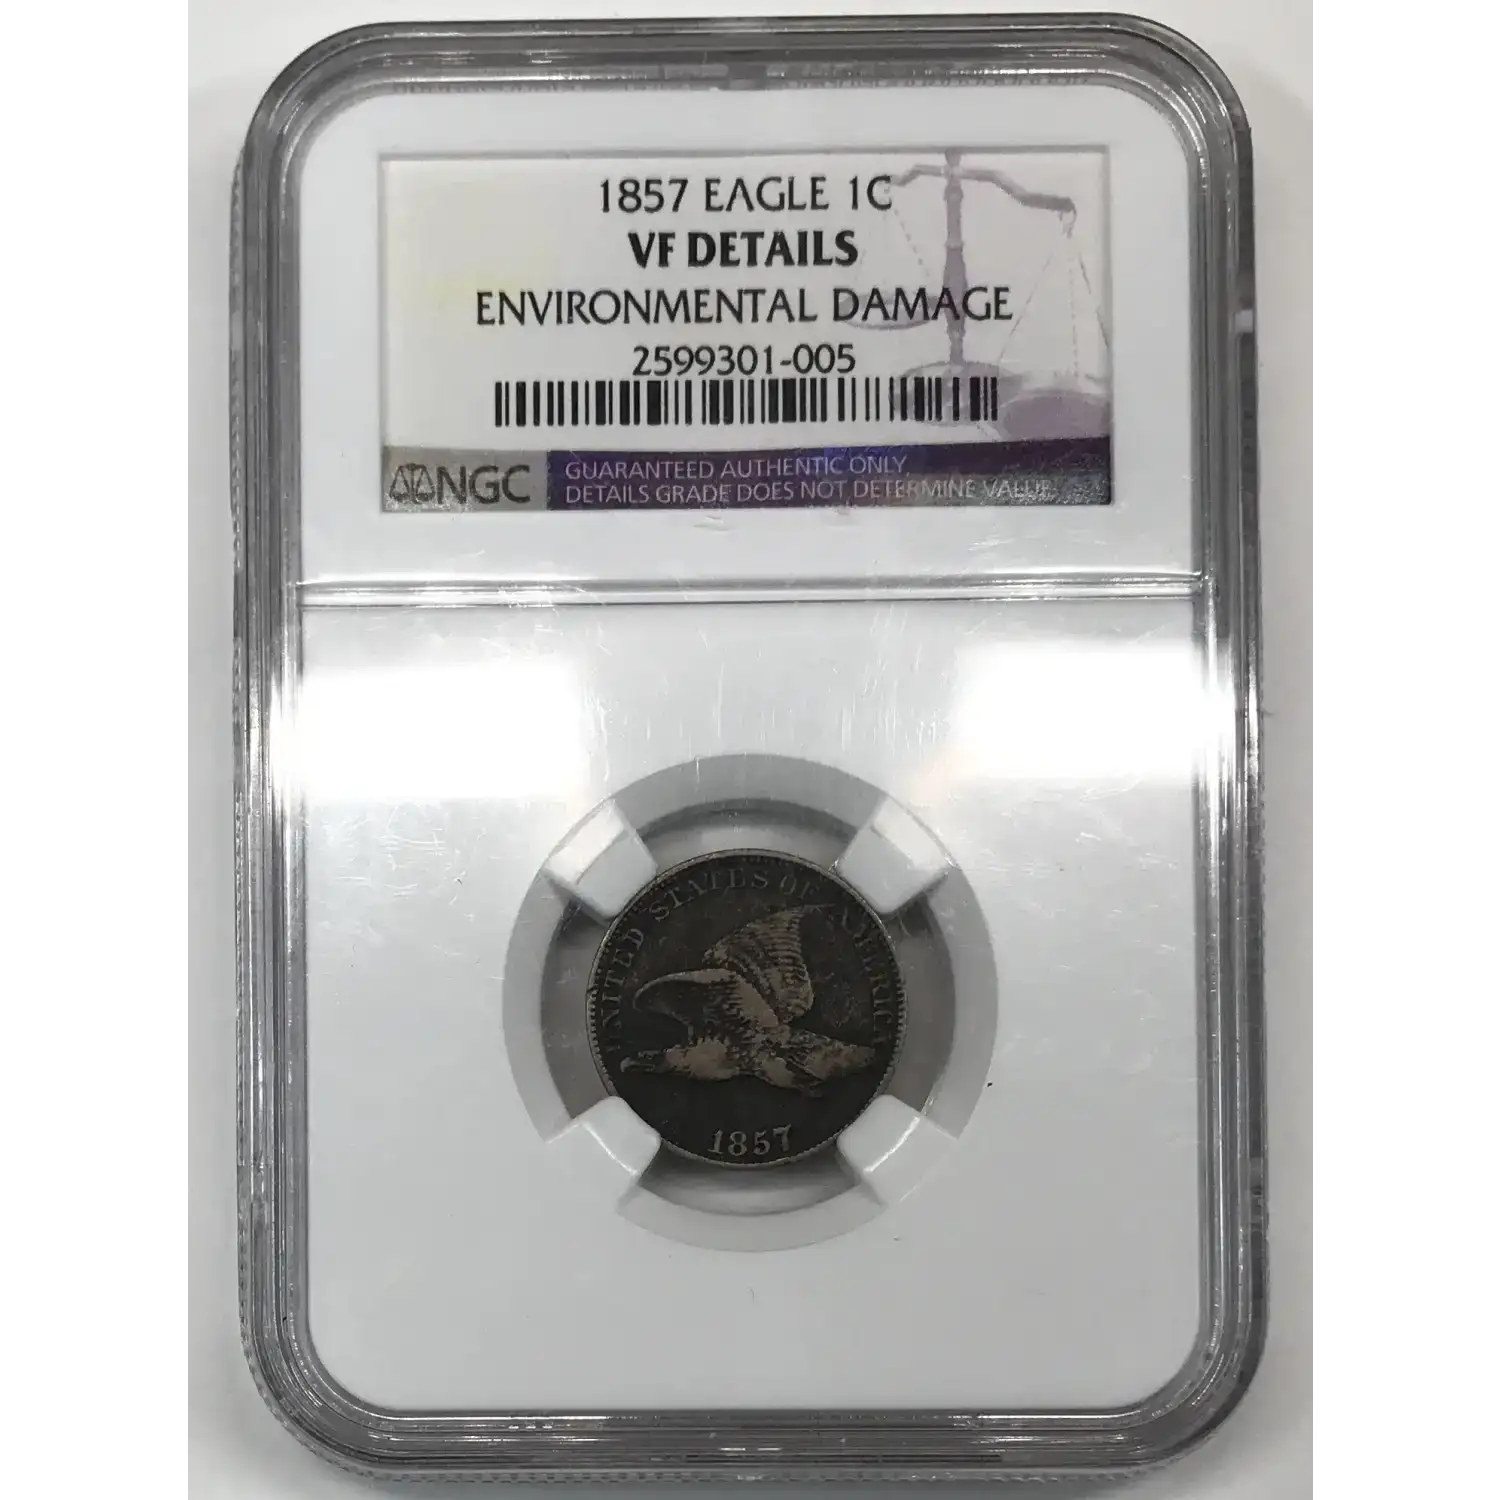 1857 EAGLE 1C
VF DETAILS
ENVIRONMENTAL DAMAGE
2599301-005
NGC
GUARANTEED AUTHENTIC ONLY,
DETAILS GRADE DOES NOT DETERMINE VALUE
UNITED STATES OF AMERICA
1857